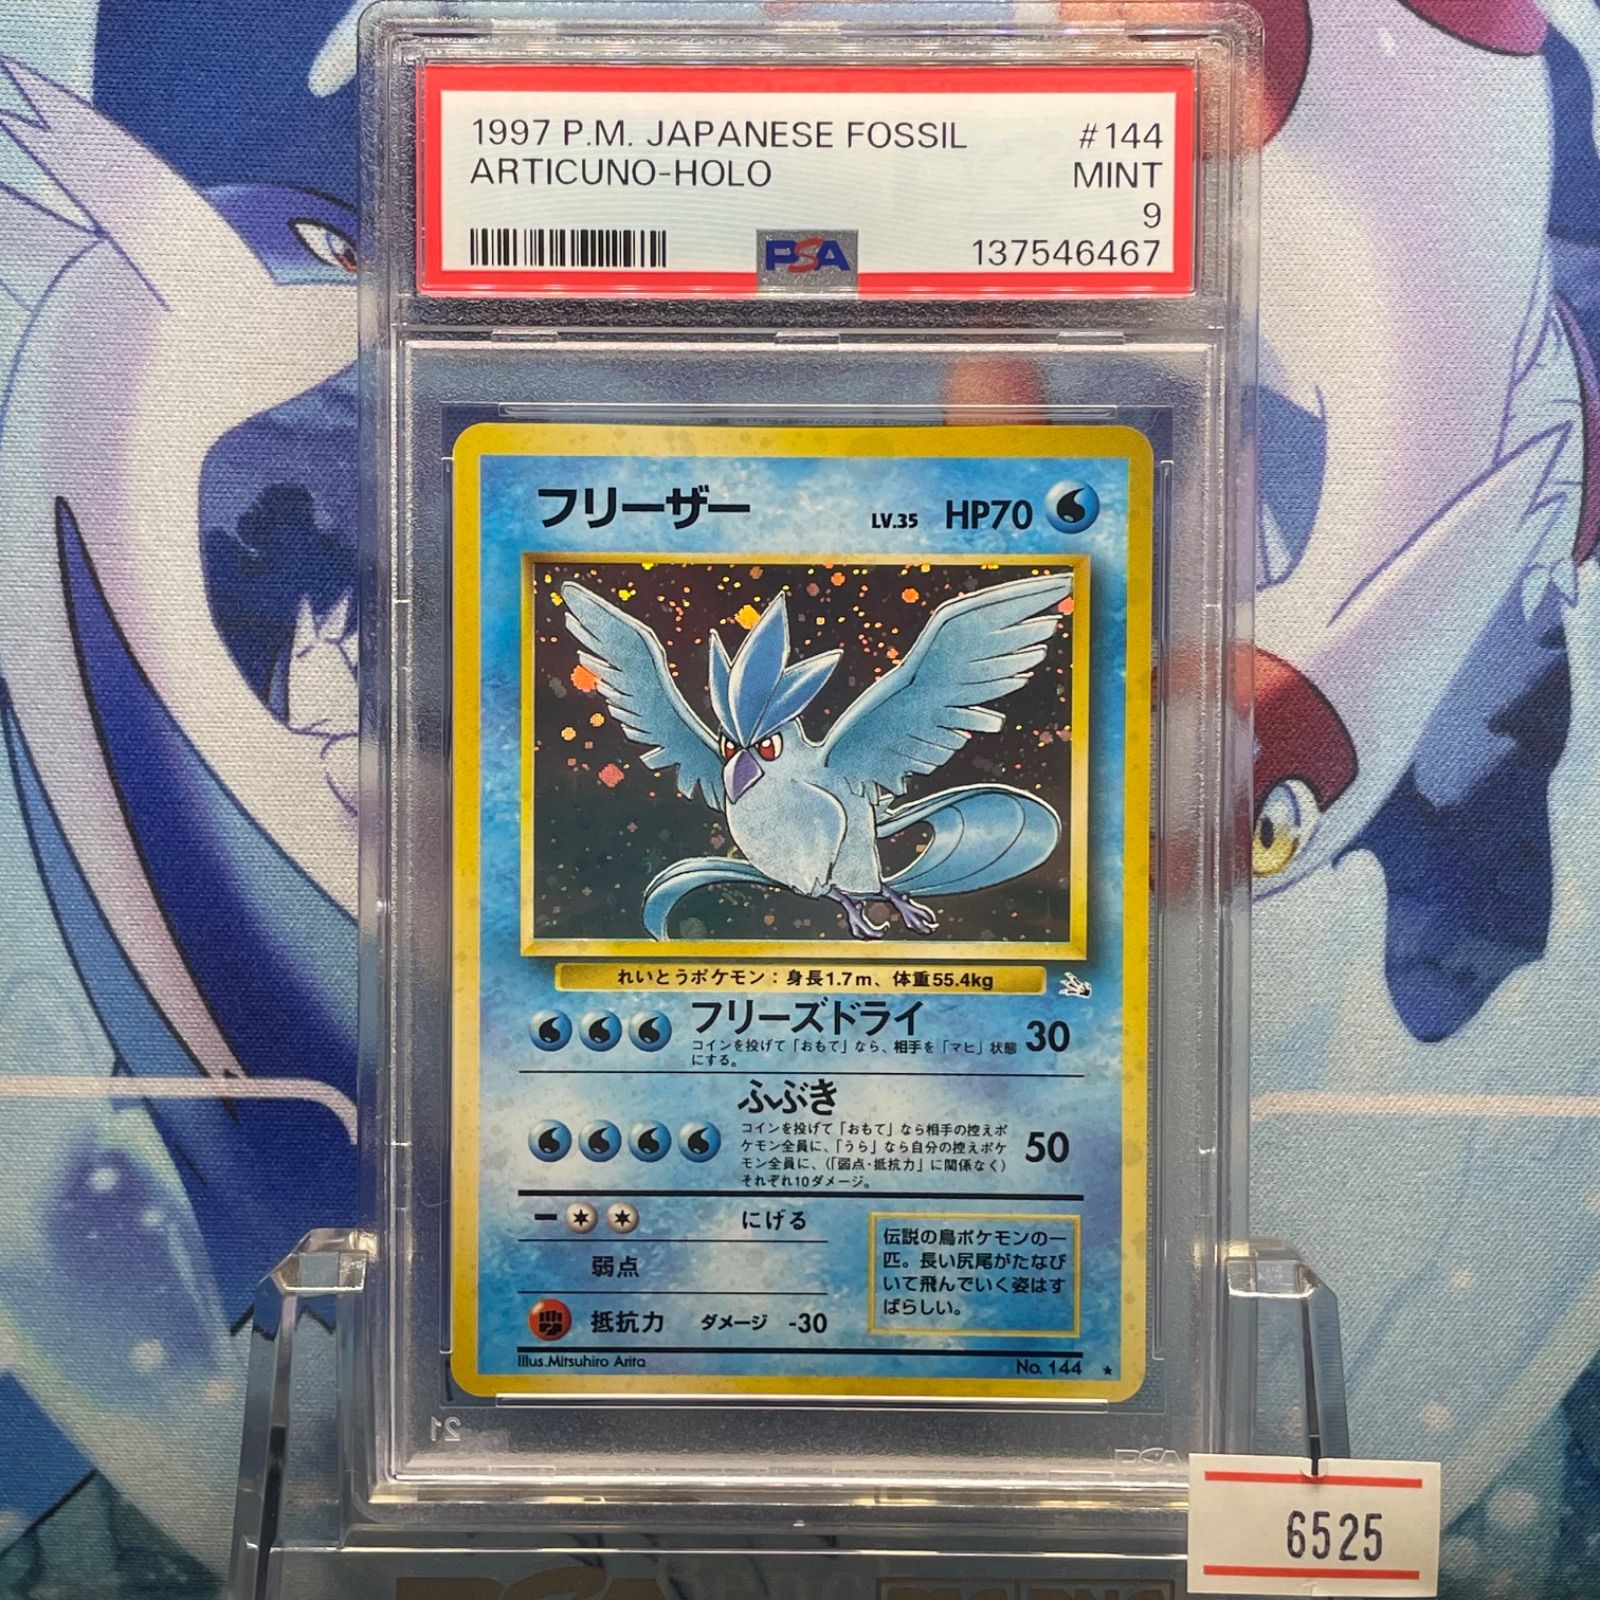 1997 P.M. JAPANESE FOSSIL #144
ARTICUNO-HOLO MINT
9
PSA 137546467
フリーザー LV.35 HP70
れいとうポケモン：身長1.7m、体重55.4kg
フリーズドライ 30
コインを投げて「おもて」なら、相手を「マヒ」状態
にする。
ふぶき
コインを投げて「おもて」なら相手の控えポ
ケモン全員に、「うら」なら自分の控えポケ
モン全員に、（「弱点・抵抗力」に関係なく）
それぞれ10ダメージ。
50
にげる
弱点
抵抗力 ダメージ -30
伝説の鳥ポケモンの一
匹。長い尻尾がたなび
いて飛んでいく姿はす
ばらしい。
Illus.Mitsuhiro Arita No. 144 ★
21
PSA
6525